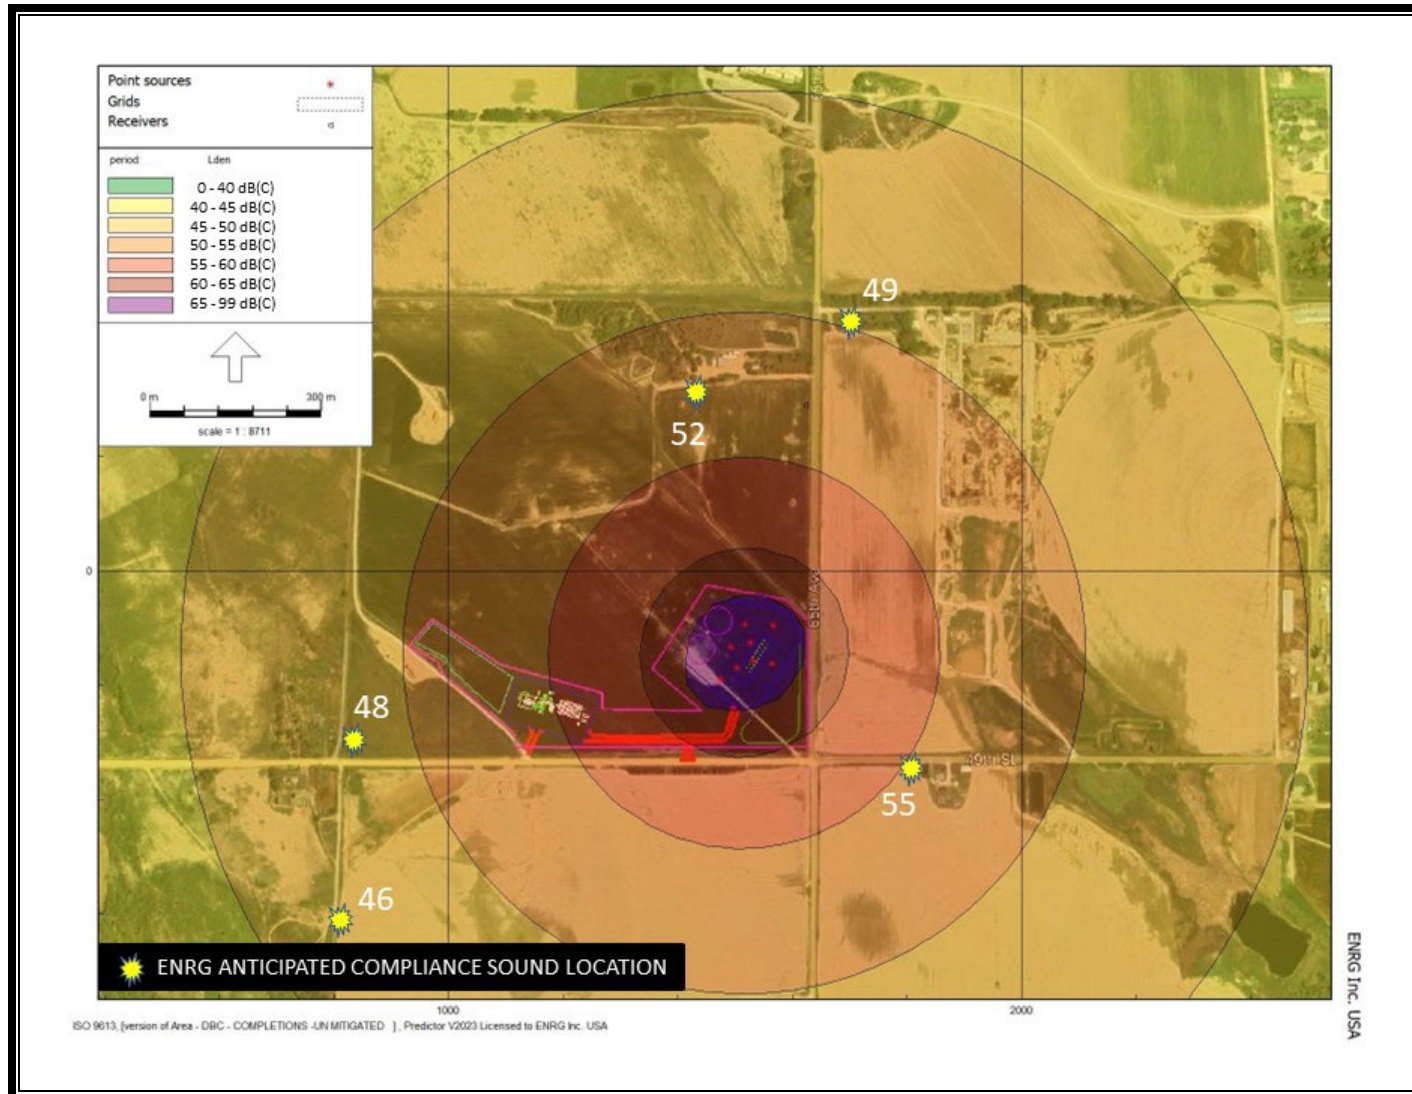 Point sources
Grids
Receivers
period Lden
0 - 40 dB(C)
40 - 45 dB(C)
45 - 50 dB(C)
50 - 55 dB(C)
55 - 60 dB(C)
60 - 65 dB(C)
65 - 99 dB(C)
0 m 300 m
scale = 1 : 8711
49
52
0
65th Av
48
49th St
55
46
ENRG ANTICIPATED COMPLIANCE SOUND LOCATION
1000 2000
ISO 9613, [version of Area - DBC - COMPLETIONS -UN MITIGATED ] , Predictor V2023 Licensed to ENRG Inc. USA
ENRG Inc. USA